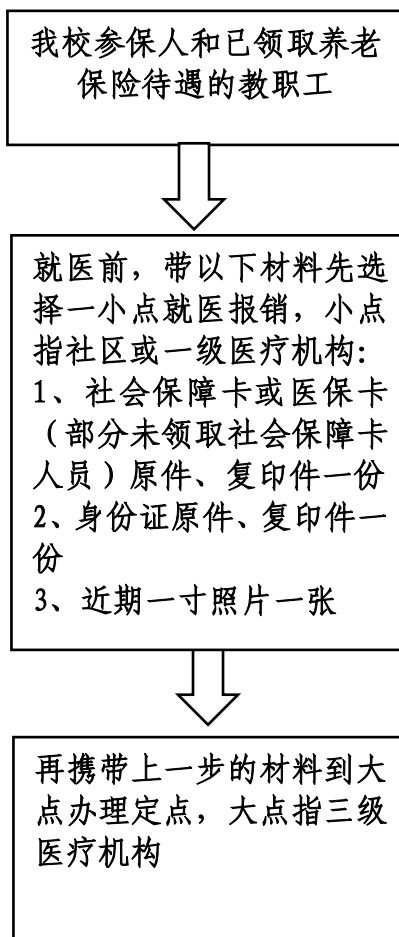 我校参保人和已领取养老
保险待遇的教职工
就医前，带以下材料先选
择一小点就医报销，小点
指社区或一级医疗机构:
1、社会保障卡或医保卡
（部分未领取社会保障卡
人员）原件、复印件一份
2、身份证原件、复印件一
份
3、近期一寸照片一张
再携带上一步的材料到大
点办理定点，大点指三级
医疗机构